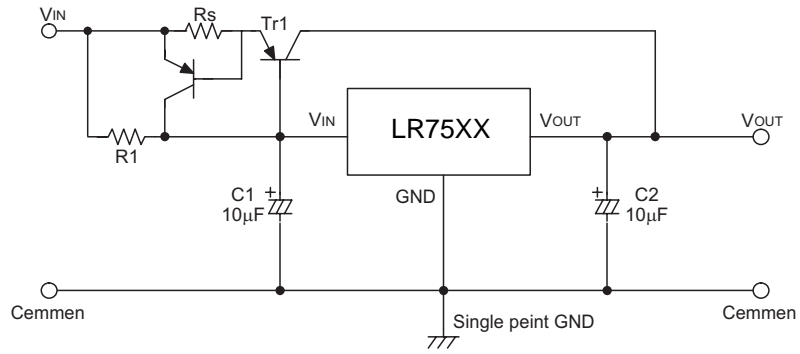 VIN
Rs
Tr1
R1
VIN
LR75XX
VOUT
VOUT
GND
C1
10μF
C2
10μF
Cemmen
Single peint GND
Cemmen